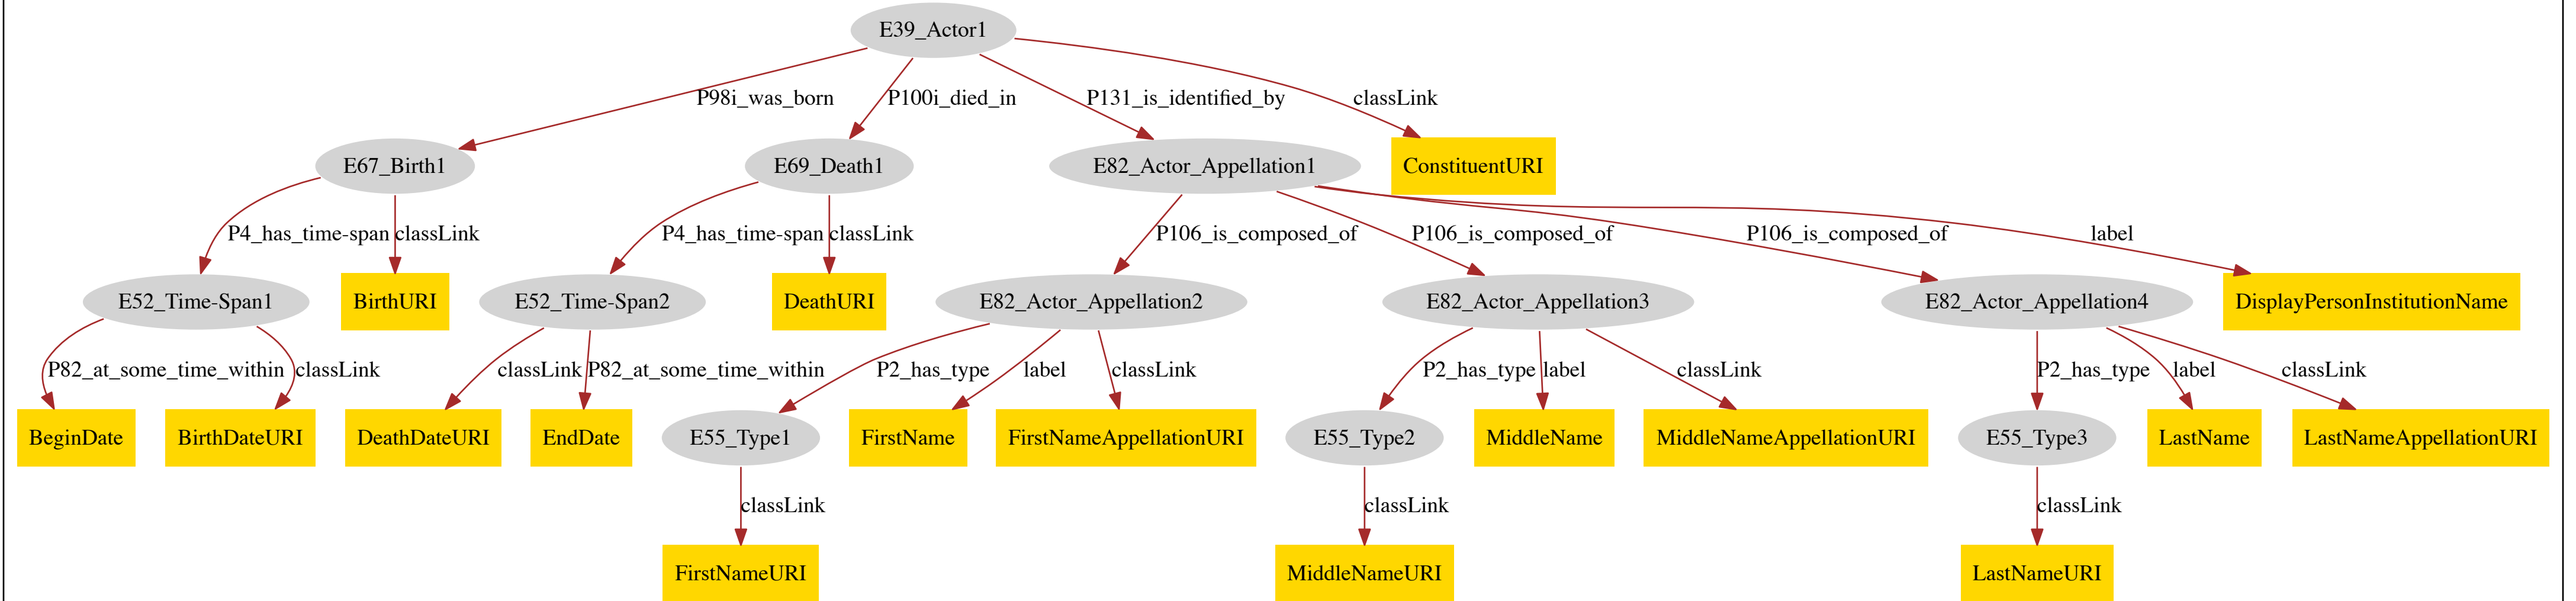 E39_Actor1
P98i_was_born P100i_died_in P131_is_identified_by classLink
E67_Birth1 E69_Death1 E82_Actor_Appellation1 ConstituentURI
P4_has_time-span classLink P4_has_time-span classLink P106_is_composed_of P106_is_composed_of P106_is_composed_of label
E52_Time-Span1 BirthURI E52_Time-Span2 DeathURI E82_Actor_Appellation2 E82_Actor_Appellation3 E82_Actor_Appellation4 DisplayPersonInstitutionName
P82_at_some_time_within classLink classLink P82_at_some_time_within P2_has_type label classLink P2_has_type label classLink P2_has_type label classLink
BeginDate BirthDateURI DeathDateURI EndDate E55_Type1 FirstName FirstNameAppellationURI E55_Type2 MiddleName MiddleNameAppellationURI E55_Type3 LastName LastNameAppellationURI
classLink classLink classLink
FirstNameURI MiddleNameURI LastNameURI